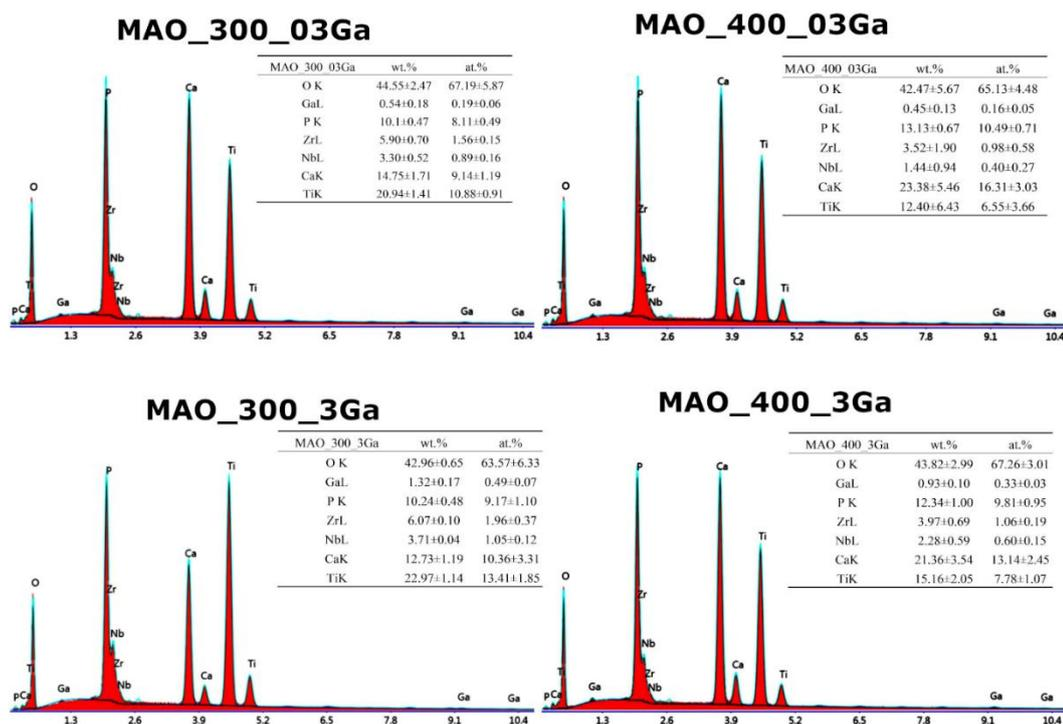 MAO_300_03Ga
MAO_300_03Ga wt.% at.%
O K 44.55±2.47 67.19±5.87
GaL 0.54±0.18 0.19±0.06
P K 10.1±0.47 8.11±0.49
ZrL 5.90±0.70 1.56±0.15
NbL 3.30±0.52 0.89±0.16
CaK 14.75±1.71 9.14±1.19
TiK 20.94±1.41 10.88±0.91
P
Ca
Ti
O
Zr
Nb
Ti
Zr
Ca
Ti
P Ca
Ga
Nb
Ga
Ga
1.3 2.6 3.9 5.2 6.5 7.8 9.1 10.4
MAO_400_03Ga
MAO_400_03Ga wt.% at.%
O K 42.47±5.67 65.13±4.48
GaL 0.45±0.13 0.16±0.05
P K 13.13±0.67 10.49±0.71
ZrL 3.52±1.90 0.98±0.58
NbL 1.44±0.94 0.40±0.27
CaK 23.38±5.46 16.31±3.03
TiK 12.40±6.43 6.55±3.66
P
Ca
Ti
O
Zr
Nb
Ti
Zr
Ca
Ti
P Ca
Ga
Nb
Ga
Ga
1.3 2.6 3.9 5.2 6.5 7.8 9.1 10.4
MAO_300_3Ga
MAO_300_3Ga wt.% at.%
O K 42.96±0.65 63.57±6.33
GaL 1.32±0.17 0.49±0.07
P K 10.24±0.48 9.17±1.10
ZrL 6.07±0.10 1.96±0.37
NbL 3.71±0.04 1.05±0.12
CaK 12.73±1.19 10.36±3.31
TiK 22.97±1.14 13.41±1.85
P
Ti
Ca
O
Zr
Nb
Ti
Zr
Ca
Ti
P Ca
Ga
Nb
Ga
Ga
1.3 2.6 3.9 5.2 6.5 7.8 9.1 10.4
MAO_400_3Ga
MAO_400_3Ga wt.% at.%
O K 43.82±2.99 67.26±3.01
GaL 0.93±0.10 0.33±0.03
P K 12.34±1.00 9.81±0.95
ZrL 3.97±0.69 1.06±0.19
NbL 2.28±0.59 0.60±0.15
CaK 21.36±3.54 13.14±2.45
TiK 15.16±2.05 7.78±1.07
P
Ca
Ti
O
Zr
Nb
Ti
Zr
Ca
Ti
P Ca
Ga
Nb
Ga
Ga
1.3 2.6 3.9 5.2 6.5 7.8 9.1 10.4